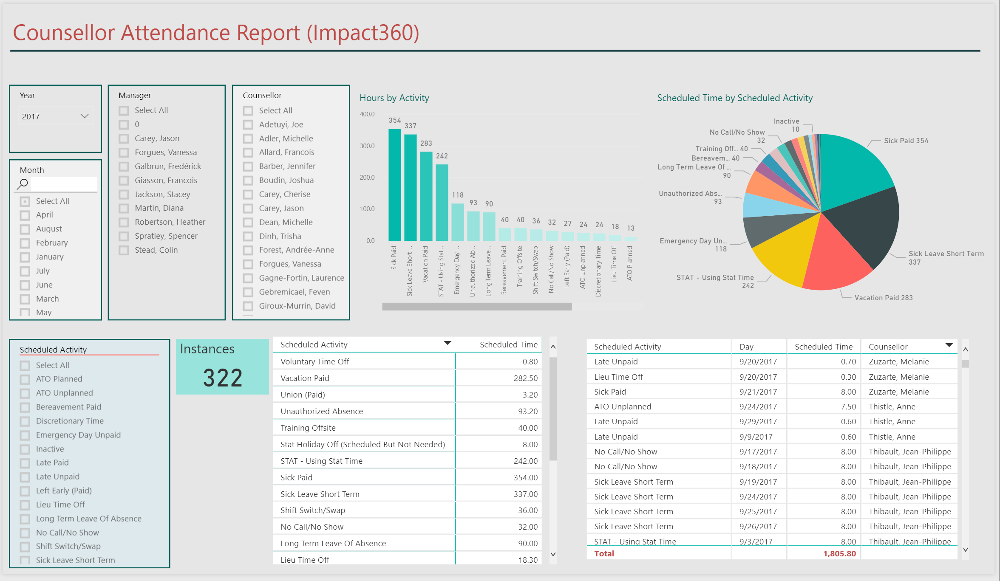 Counsellor Attendance Report (Impact360)
Year
2017
Month
Select All
April
August
February
January
July
June
March
May
Manager
Select All
0
Carey, Jason
Forgues, Vanessa
Galbrun, Fredérick
Giasson, Francois
Jackson, Stacey
Martin, Diana
Robertson, Heather
Spratley, Spencer
Stead, Colin
Counsellor
Select All
Adetuyi, Joe
Adler, Michelle
Allard, Francois
Barber, Jennifer
Boudin, Joshua
Carey, Cherise
Carey, Jason
Dean, Michelle
Dinh, Trisha
Forest, Andrée-Anne
Forgues, Vanessa
Gagne-Fortin, Laurence
Gebremicael, Feven
Giroux-Murrin, David
Hours by Activity
400.0
300.0
200.0
100.0
0.0
354
337
283
242
118
93
90
40
40
36
32
27
24
24
18
13
Sick Paid
Sick Leave Short ...
Vacation Paid
STAT - Using Stat...
Emergency Day ...
Unauthorized Ab...
Long Term Leave...
Bereavement Paid
Training Offsite
Shift Switch/Swap
No Call/No Show
Left Early (Paid)
ATO Unplanned
Discretionary Time
Lieu Time Off
ATO Planned
Scheduled Time by Scheduled Activity
Inactive
10
No Call/No Show
32
Training Off... 40
Bereavem... 40
Long Term Leave Of ...
90
Unauthorized Abs...
93
Emergency Day Un...
118
STAT - Using Stat Time
242
Vacation Paid 283
Sick Leave Short Term
337
Sick Paid 354
Scheduled Activity
Select All
ATO Planned
ATO Unplanned
Bereavement Paid
Discretionary Time
Emergency Day Unpaid
Inactive
Late Paid
Late Unpaid
Left Early (Paid)
Lieu Time Off
Long Term Leave Of Absence
No Call/No Show
Shift Switch/Swap
Sick Leave Short Term
Instances
322
Scheduled Activity Scheduled Time
Voluntary Time Off 0.80
Vacation Paid 282.50
Union (Paid) 3.20
Unauthorized Absence 93.20
Training Offsite 40.00
Stat Holiday Off (Scheduled But Not Needed) 8.00
STAT - Using Stat Time 242.00
Sick Paid 354.00
Sick Leave Short Term 337.00
Shift Switch/Swap 36.00
No Call/No Show 32.00
Long Term Leave Of Absence 90.00
Lieu Time Off 18.30
Scheduled Activity Day Scheduled Time Counsellor
Late Unpaid 9/20/2017 0.70 Zuzarte, Melanie
Lieu Time Off 9/20/2017 0.30 Zuzarte, Melanie
Sick Paid 9/21/2017 8.00 Zuzarte, Melanie
ATO Unplanned 9/24/2017 7.50 Thistle, Anne
Late Unpaid 9/29/2017 0.60 Thistle, Anne
Late Unpaid 9/9/2017 0.60 Thistle, Anne
No Call/No Show 9/17/2017 8.00 Thibault, Jean-Philippe
No Call/No Show 9/18/2017 8.00 Thibault, Jean-Philippe
Sick Leave Short Term 9/19/2017 8.00 Thibault, Jean-Philippe
Sick Leave Short Term 9/24/2017 8.00 Thibault, Jean-Philippe
Sick Leave Short Term 9/25/2017 8.00 Thibault, Jean-Philippe
Sick Leave Short Term 9/26/2017 8.00 Thibault, Jean-Philippe
STAT - Using Stat Time 9/3/2017 8.00 Thibault, Jean-Philippe
Total 1,805.80